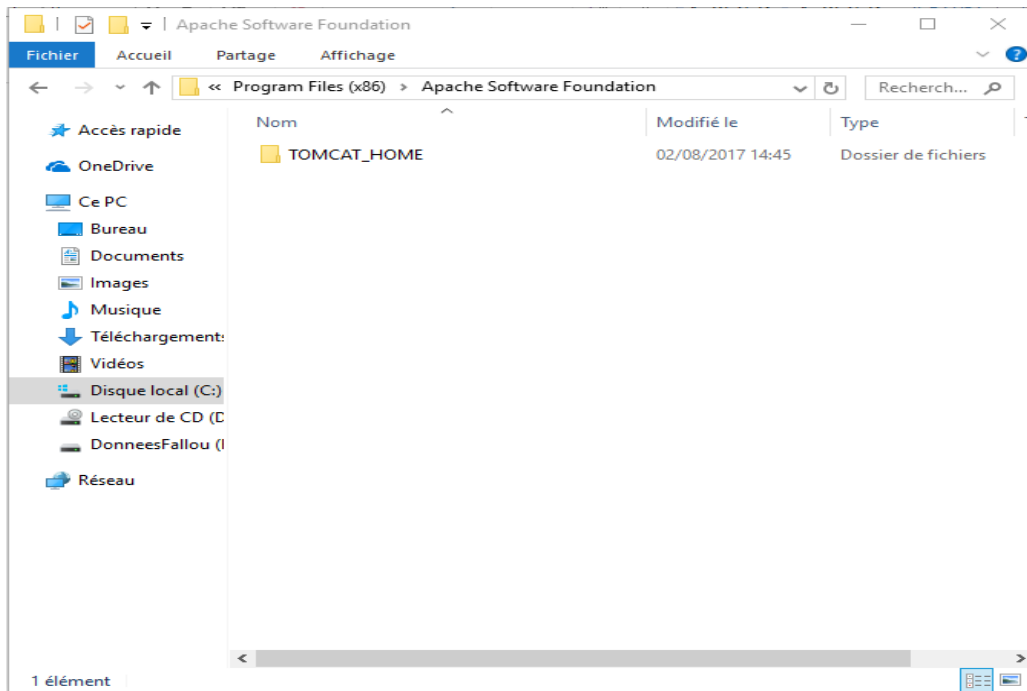 Apache Software Foundation
Fichier Accueil Partage Affichage
« Program Files (x86) > Apache Software Foundation Recherch...
Nom Modifié le Type
TOMCAT_HOME 02/08/2017 14:45 Dossier de fichiers
Accès rapide
OneDrive
Ce PC
Bureau
Documents
Images
Musique
Téléchargements
Vidéos
Disque local (C:)
Lecteur de CD (D
DonneesFallou (
Réseau
1 élément